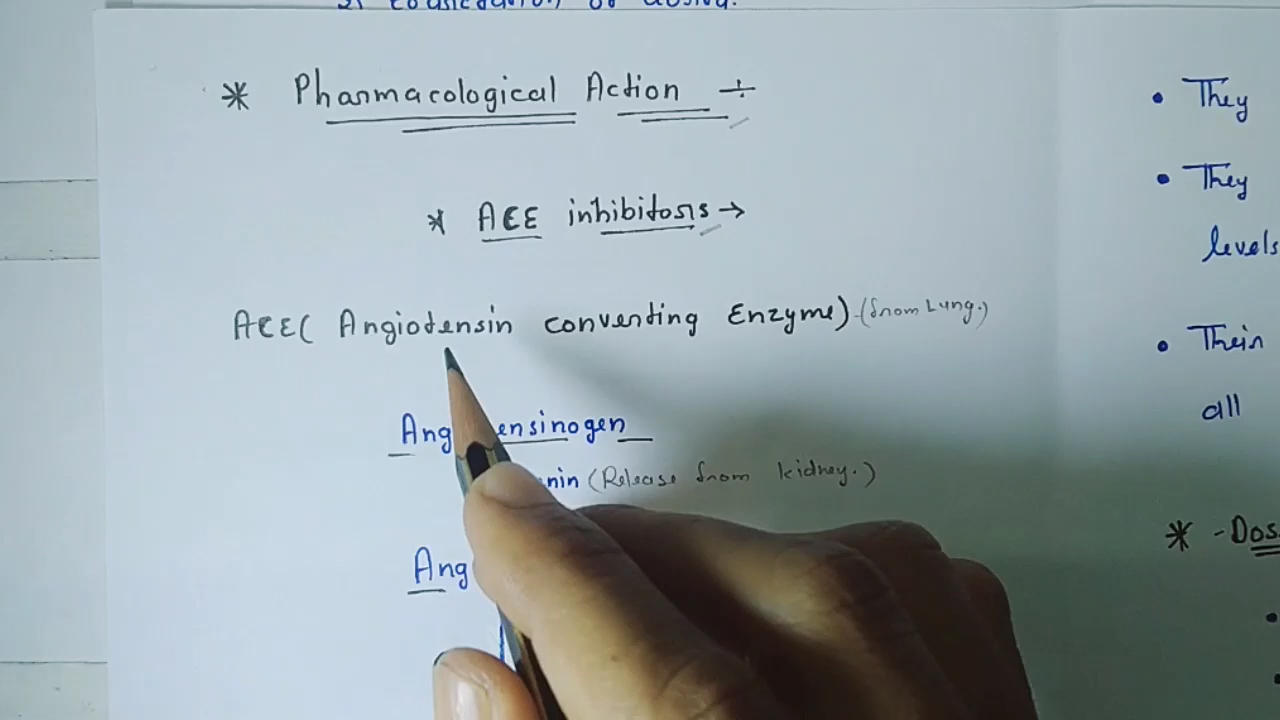 * Pharmacological Action ÷
* ACE inhibitors →
ACE( Angiotensin converting Enzyme) (from Lung.)
Ang ensinogen
nin (Release from kidney.)
Ang
• They
• They
levels
• Their
all
* - Dos